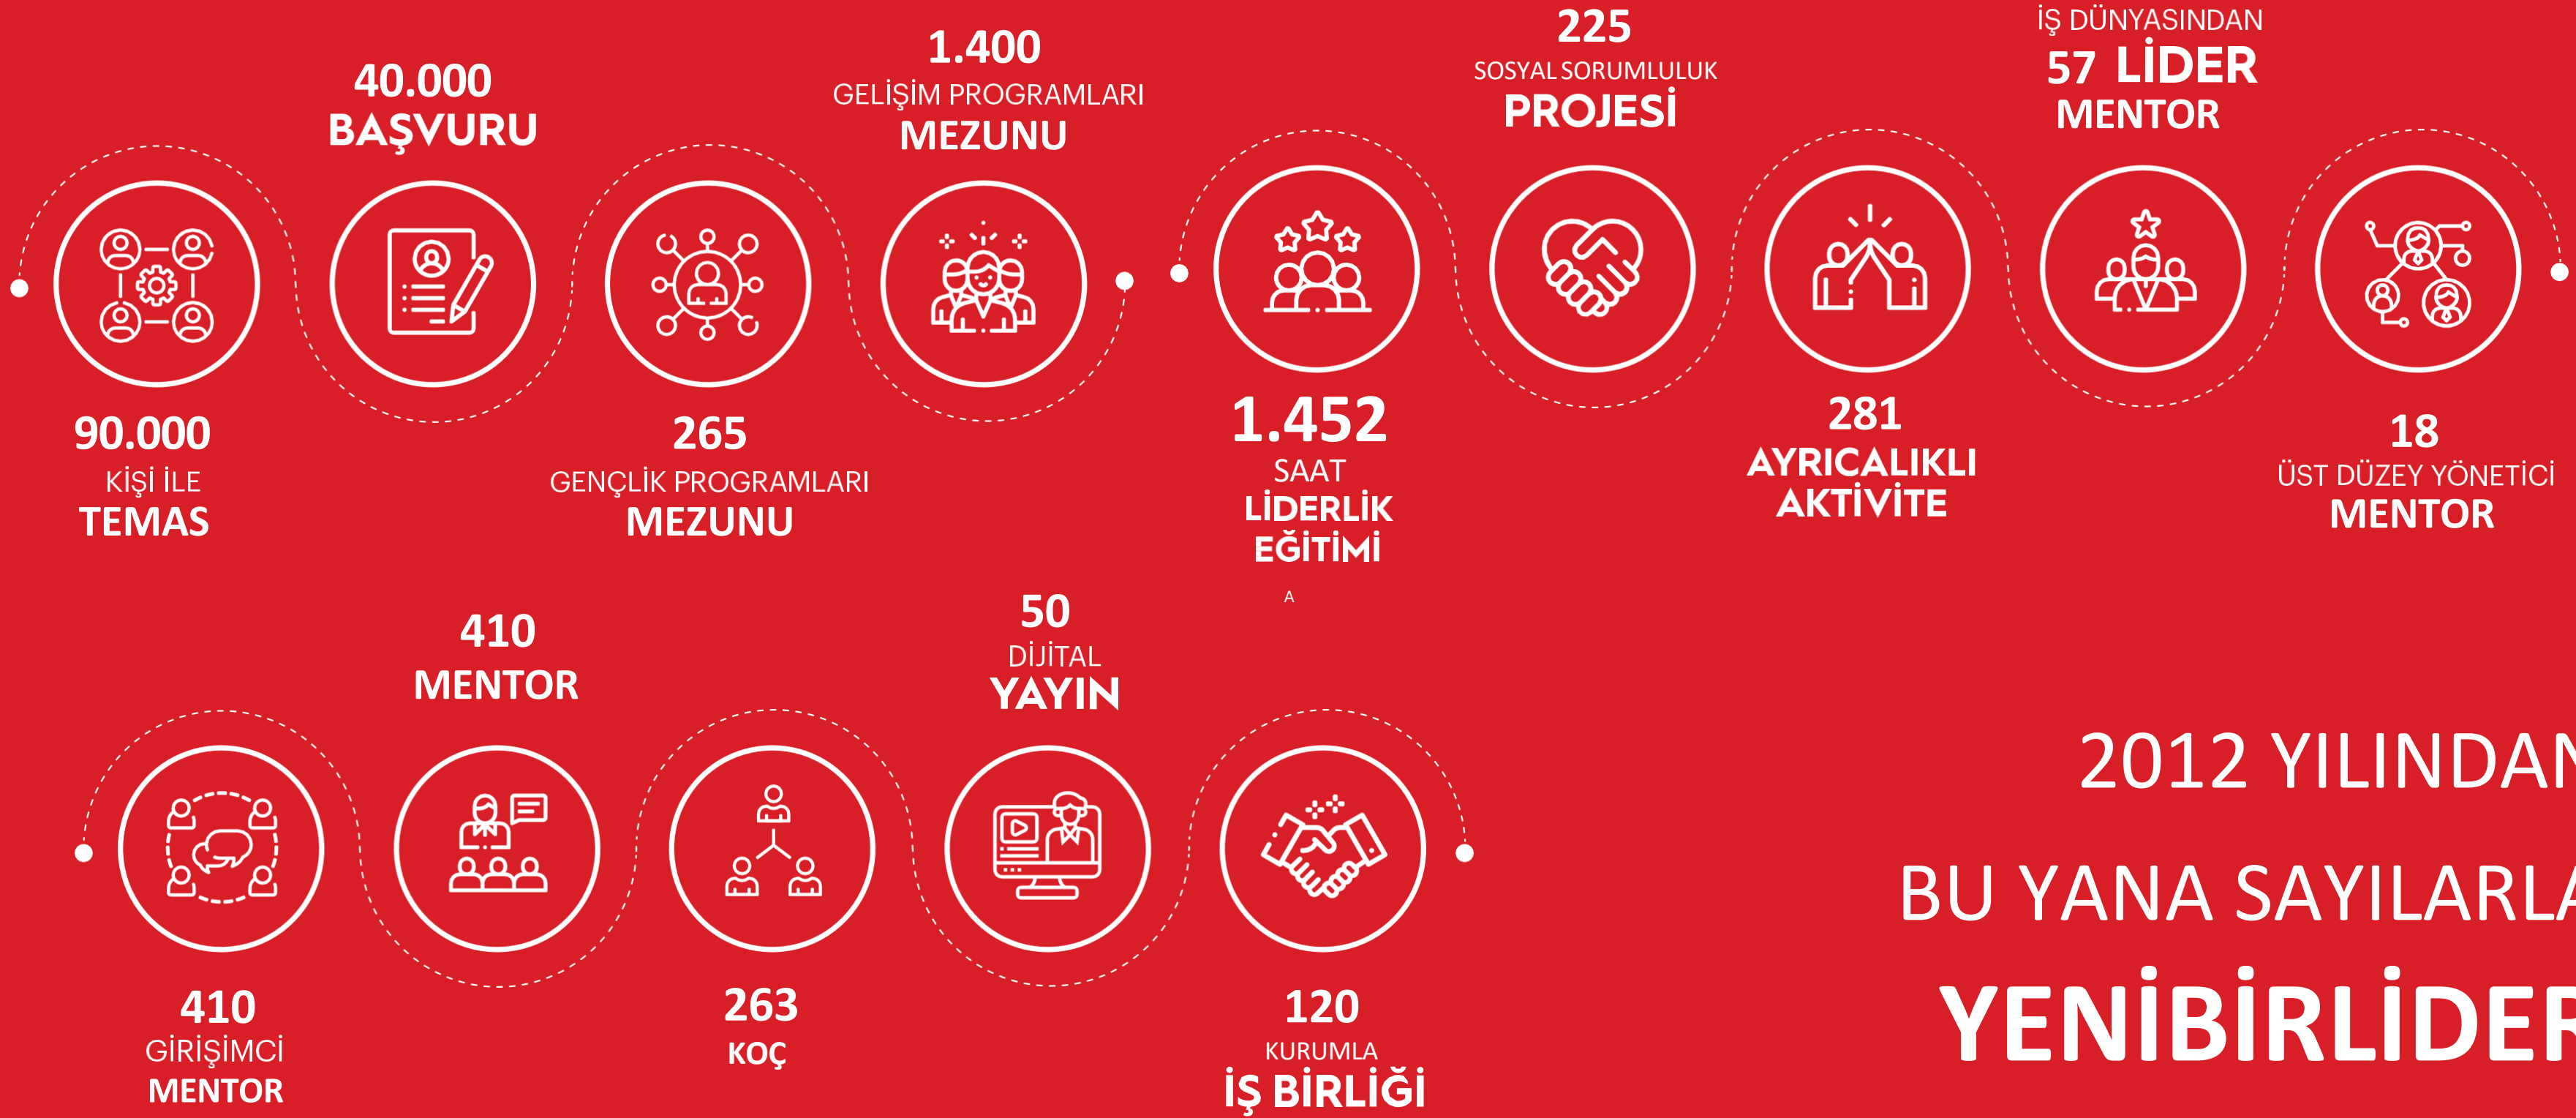 90.000
KİŞİ İLE
TEMAS
40.000
BAŞVURU
265
GENÇLİK PROGRAMLARI
MEZUNU
1.400
GELİŞİM PROGRAMLARI
MEZUNU
1.452
SAAT
LİDERLİK
EĞİTİMİ
A
225
SOSYAL SORUMLULUK
PROJESİ
281
AYRICALIKLI
AKTİVİTE
İŞ DÜNYASINDAN
57 LİDER
MENTOR
18
ÜST DÜZEY YÖNETİCİ
MENTOR
410
GİRİŞİMCİ
MENTOR
410
MENTOR
263
KOÇ
50
DİJİTAL
YAYIN
120
KURUMLA
İŞ BİRLİĞİ
2012 YILINDAN
BU YANA SAYILARLA
YENİBİRLİDER